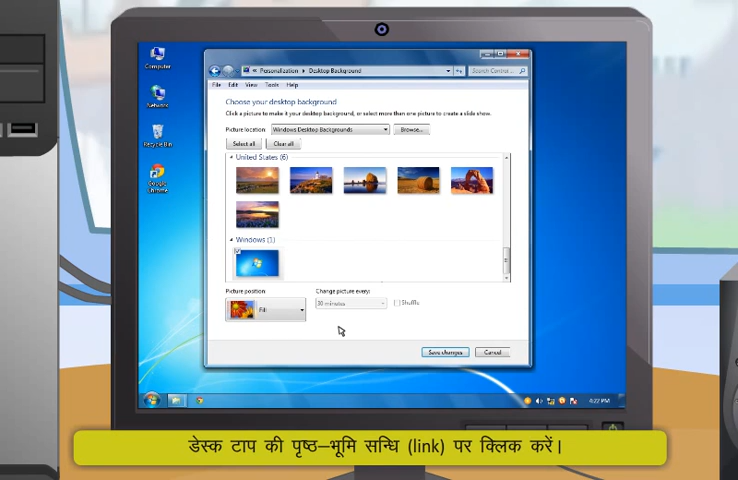 Computer
Network
Recycle Bin
Google
Chrome
« Personalization › Desktop Background
Search Control...
File Edit View Tools Help
Choose your desktop background
Click a picture to make it your desktop background, or select more than one picture to create a slide show.
Picture location: Windows Desktop Backgrounds Browse...
Select all Clear all
United States (6)
Windows (1)
Picture position: Change picture every:
Fill 30 minutes Shuffle
Save changes Cancel
4:22 PM
डेस्क टाप की पृष्ठ–भूमि सन्धि (link) पर क्लिक करें।